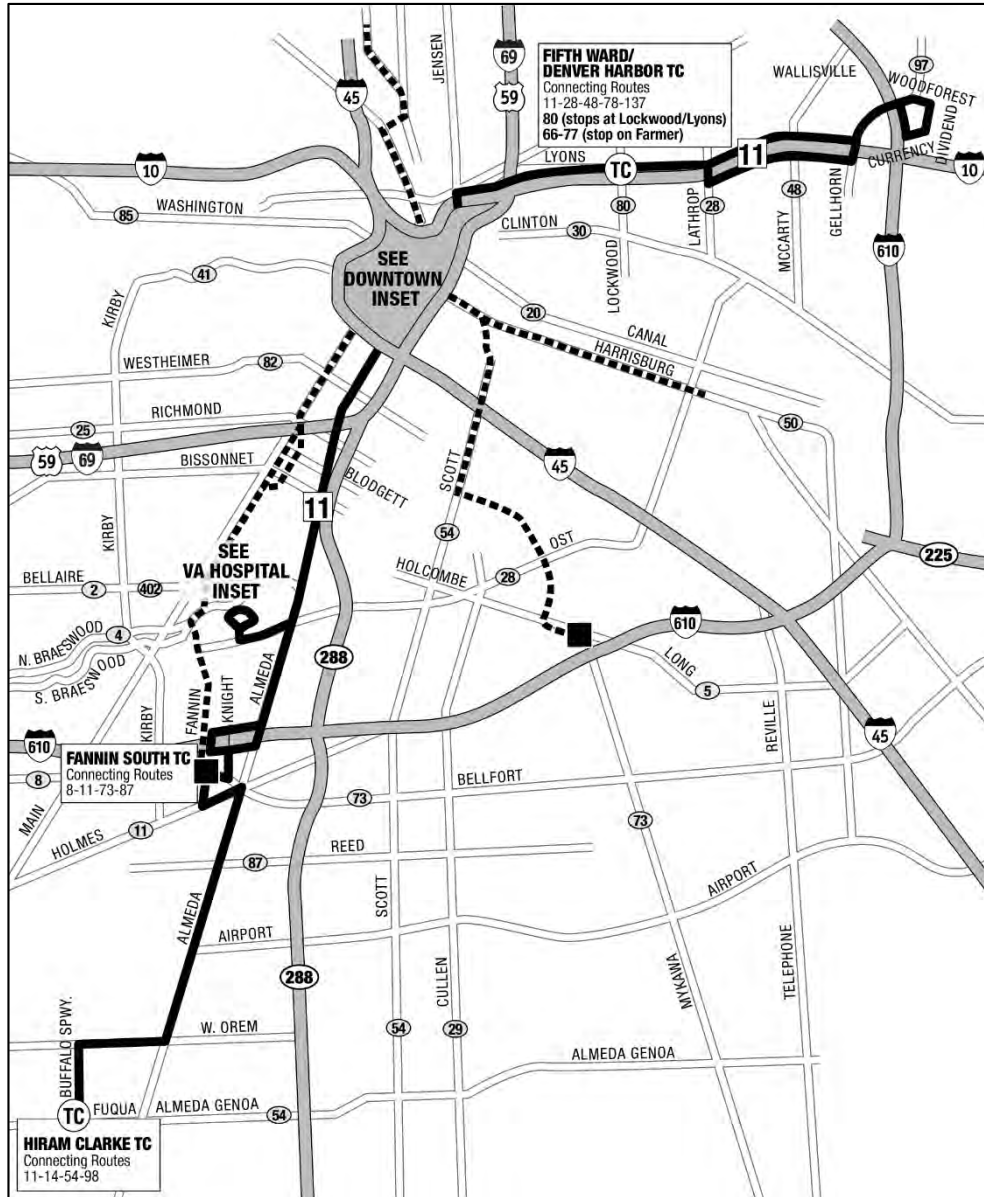 JENSEN
69
59
45
FIFTH WARD/
DENVER HARBOR TC
Connecting Routes
11-28-48-78-137
80 (stops at Lockwood/Lyons)
66-77 (stop on Farmer)
WALLISVILLE
97
WOODFOREST
DIVIDEND
CURRENCY
10
LYONS
TC
11
10
WASHINGTON
85
80
28
48
GELLHORN
LATHROP
MCCARTY
CLINTON
30
LOCKWOOD
610
SEE
DOWNTOWN
INSET
41
KIRBY
20
CANAL
HARRISBURG
WESTHEIMER
82
RICHMOND
25
50
59
69
BISSONNET
BLODGETT
SCOTT
45
11
KIRBY
54
OST
225
SEE
VA HOSPITAL
INSET
HOLCOMBE
28
BELLAIRE
2
402
N. BRAESWOOD
4
S. BRAESWOOD
610
288
LONG
5
ALMEDA
KNIGHT
FANNIN
KIRBY
REVILLE
45
610
FANNIN SOUTH TC
Connecting Routes
8-11-73-87
8
BELLFORT
73
73
MAIN
HOLMES
11
87
REED
AIRPORT
SCOTT
ALMEDA
AIRPORT
288
CULLEN
MYKAWA
TELEPHONE
BUFFALO SPWY.
W. OREM
54
29
ALMEDA GENOA
TC
FUQUA
ALMEDA GENOA
54
HIRAM CLARKE TC
Connecting Routes
11-14-54-98